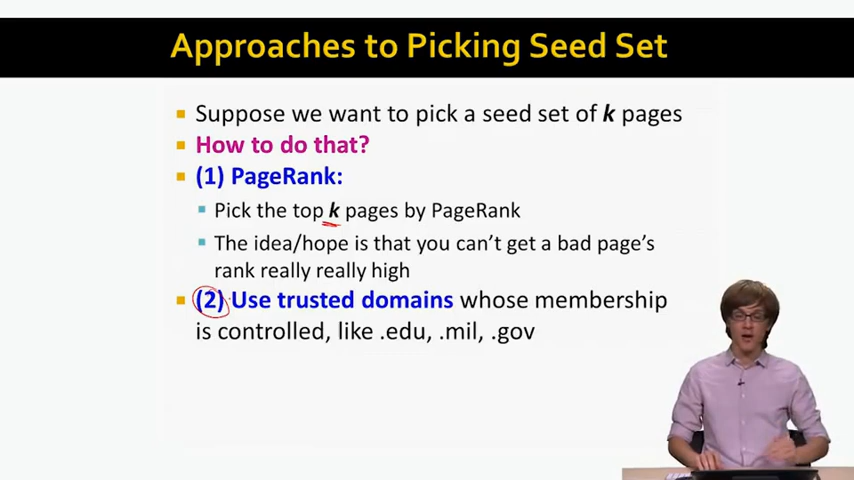 Approaches to Picking Seed Set
Suppose we want to pick a seed set of k pages
How to do that?
(1) PageRank:
Pick the top k pages by PageRank
The idea/hope is that you can't get a bad page's
rank really really high
(2) Use trusted domains whose membership
is controlled, like .edu, .mil, .gov